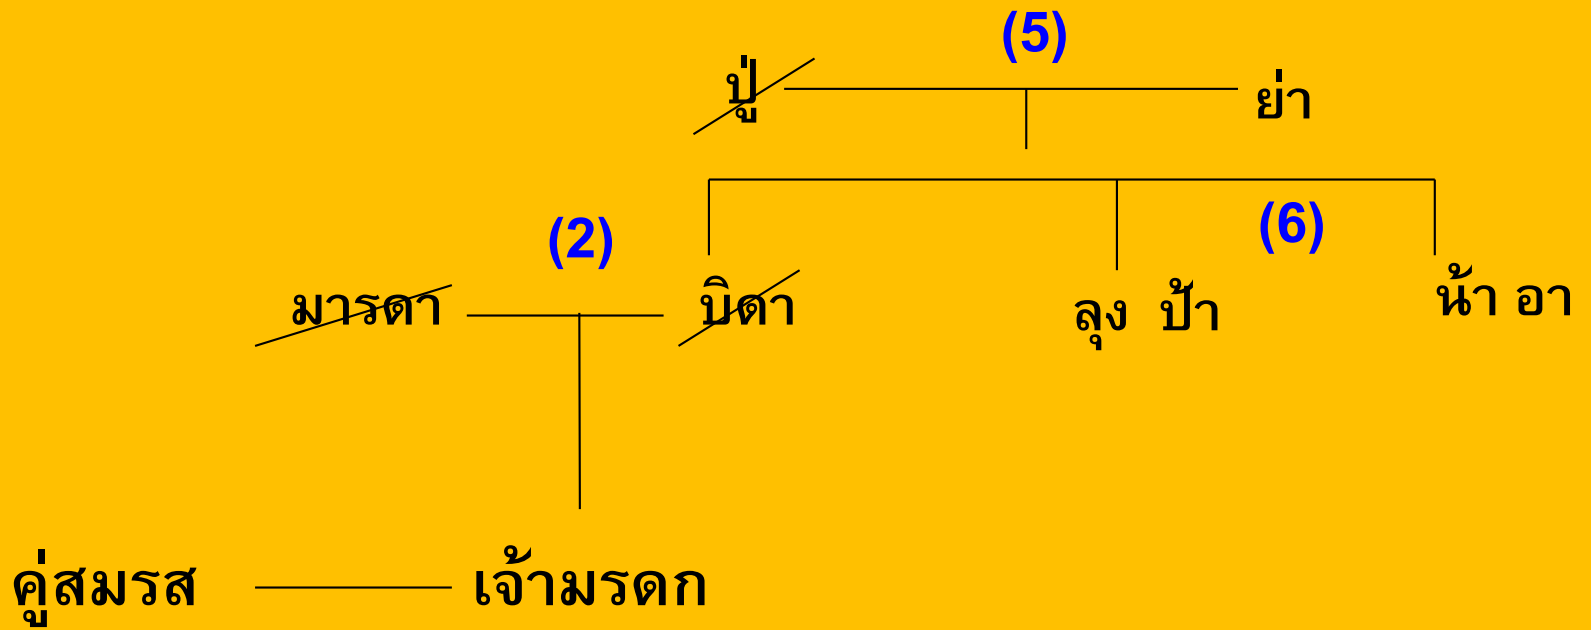 (5)
ปู่ ย่า
(2) (6)
มารดา บิดา ลุง ป้า น้า อา
คู่สมรส เจ้ามรดก